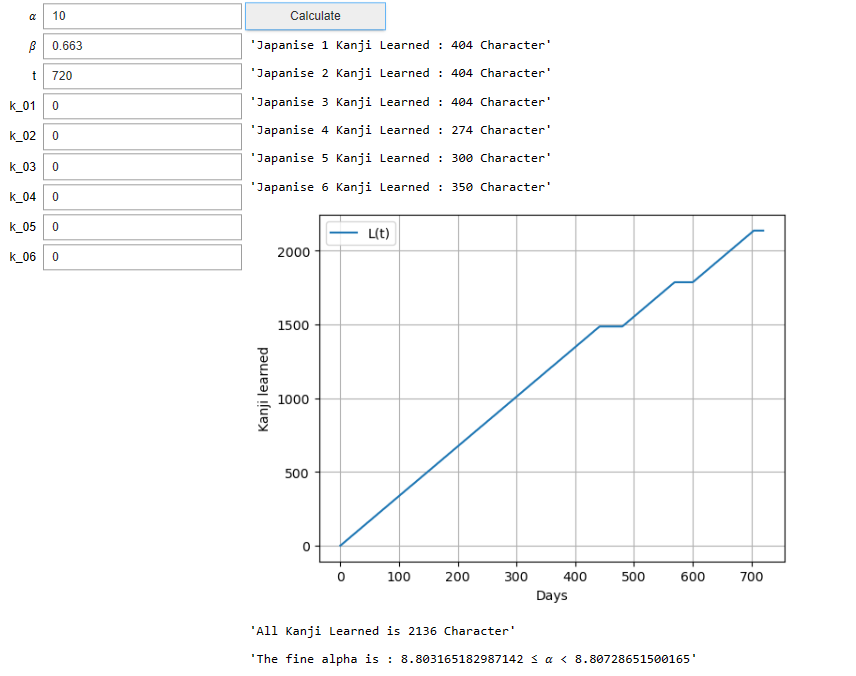 α 10 Calculate
β 0.663 'Japanise 1 Kanji Learned : 404 Character'
t 720 'Japanise 2 Kanji Learned : 404 Character'
k_01 0 'Japanise 3 Kanji Learned : 404 Character'
k_02 0 'Japanise 4 Kanji Learned : 274 Character'
k_03 0 'Japanise 5 Kanji Learned : 300 Character'
k_04 0 'Japanise 6 Kanji Learned : 350 Character'
k_05 0
k_06 0
L(t)
2000
1500
1000
500
0
Kanji learned
0 100 200 300 400 500 600 700
Days
'All Kanji Learned is 2136 Character'
'The fine alpha is : 8.803165182987142 ≤ α < 8.80728651500165'